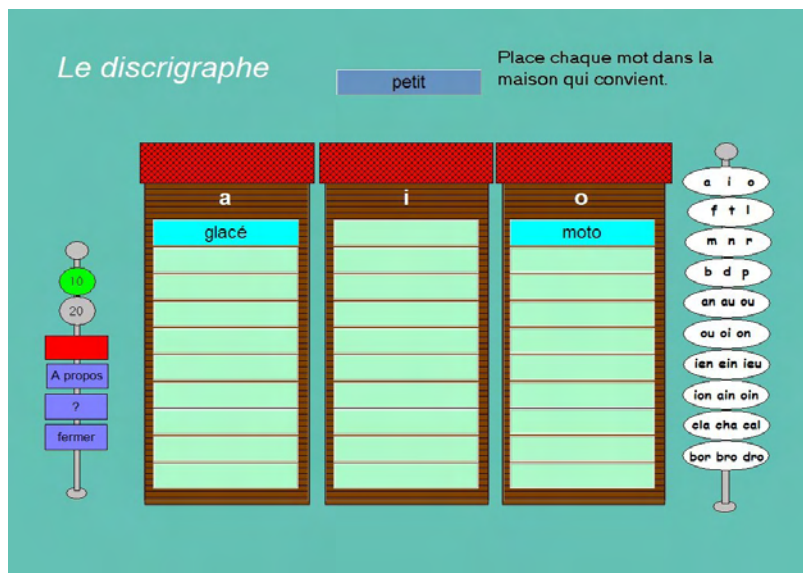 Le discrigraphe
petit
Place chaque mot dans la
maison qui convient.
a
i
o
glacé
moto
10
20
A propos
?
fermer
a i o
f t l
m n r
b d p
an au ou
ou oi on
ien ein ieu
ion ain oin
cla cha cal
bor bro dro